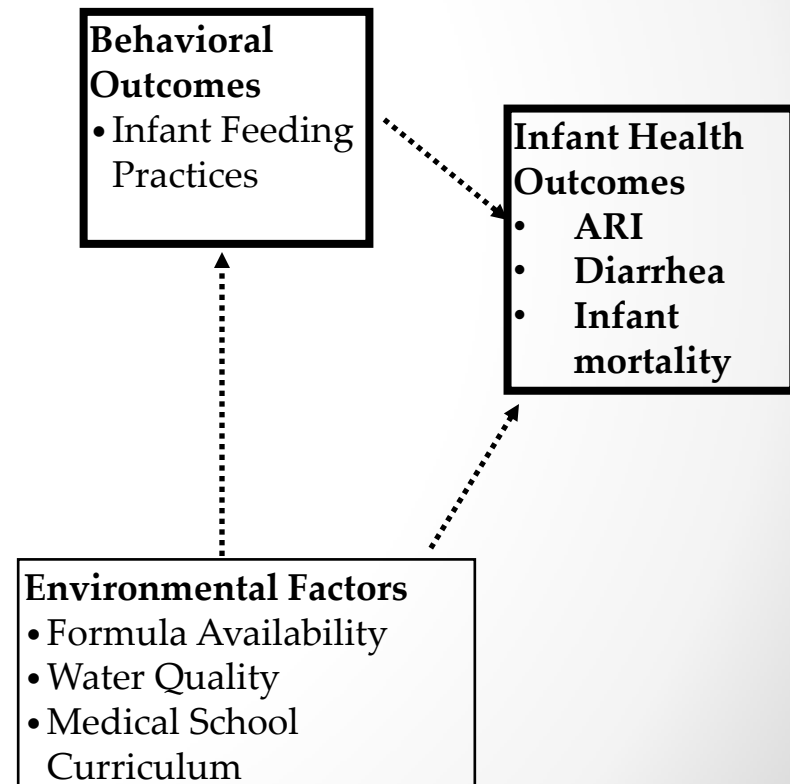 Behavioral
Outcomes
• Infant Feeding
Practices
Infant Health
Outcomes
• ARI
• Diarrhea
• Infant
mortality
Environmental Factors
• Formula Availability
• Water Quality
• Medical School
Curriculum